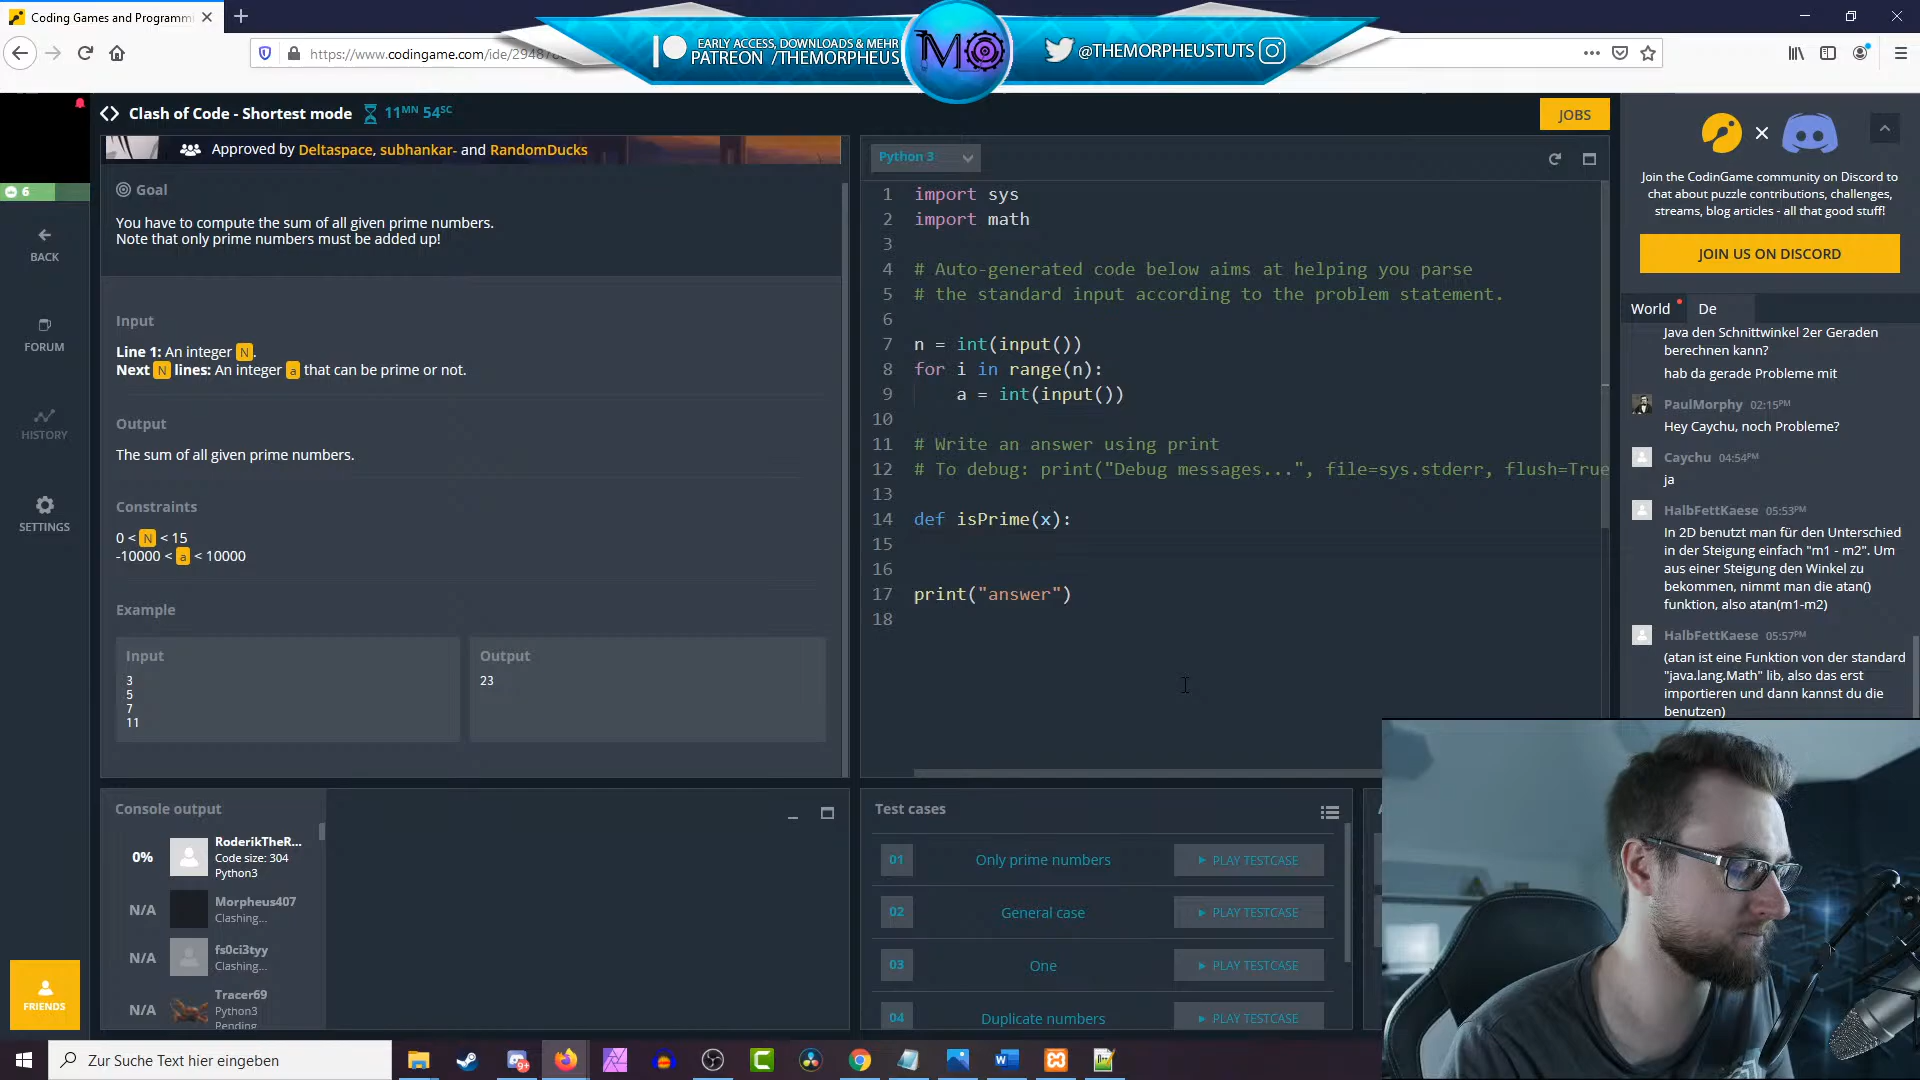 Coding Games and Programmi
https://www.codingame.com/ide/29487
EARLY ACCESS, DOWNLOADS & MEHR
PATREON /THEMORPHEUS
MO
@THEMORPHEUSTUTS
Clash of Code - Shortest mode
11MN 54SC
JOBS
6
BACK
FORUM
HISTORY
SETTINGS
FRIENDS
Approved by Deltaspace, subhankar- and RandomDucks
Goal
You have to compute the sum of all given prime numbers.
Note that only prime numbers must be added up!
Input
Line 1: An integer N.
Next N lines: An integer a that can be prime or not.
Output
The sum of all given prime numbers.
Constraints
0 < N < 15
-10000 < a < 10000
Example
Input
3
5
7
11
Output
23
Console output
0%
RoderikTheR...
Code size: 304
Python3
N/A
Morpheus407
Clashing...
N/A
fs0ci3tyy
Clashing...
N/A
Tracer69
Python3
Pending
Python 3
1 import sys
2 import math
3
4 # Auto-generated code below aims at helping you parse
5 # the standard input according to the problem statement.
6
7 n = int(input())
8 for i in range(n):
9 a = int(input())
10
11 # Write an answer using print
12 # To debug: print("Debug messages...", file=sys.stderr, flush=True
13
14 def isPrime(x):
15
16
17 print("answer")
18
Test cases
01 Only prime numbers PLAY TESTCASE
02 General case PLAY TESTCASE
03 One PLAY TESTCASE
04 Duplicate numbers PLAY TESTCASE
Join the CodinGame community on Discord to
chat about puzzle contributions, challenges,
streams, blog articles - all that good stuff!
JOIN US ON DISCORD
World
De
Java den Schnittwinkel 2er Geraden
berechnen kann?
hab da gerade Probleme mit
PaulMorphy 02:15PM
Hey Caychu, noch Probleme?
Caychu 04:54PM
ja
HalbFettKaese 05:53PM
In 2D benutzt man für den Unterschied
in der Steigung einfach "m1 - m2". Um
aus einer Steigung den Winkel zu
bekommen, nimmt man die atan()
funktion, also atan(m1-m2)
HalbFettKaese 05:57PM
(atan ist eine Funktion von der standard
"java.lang.Math" lib, also das erst
importieren und dann kannst du die
benutzen)
Zur Suche Text hier eingeben
9+